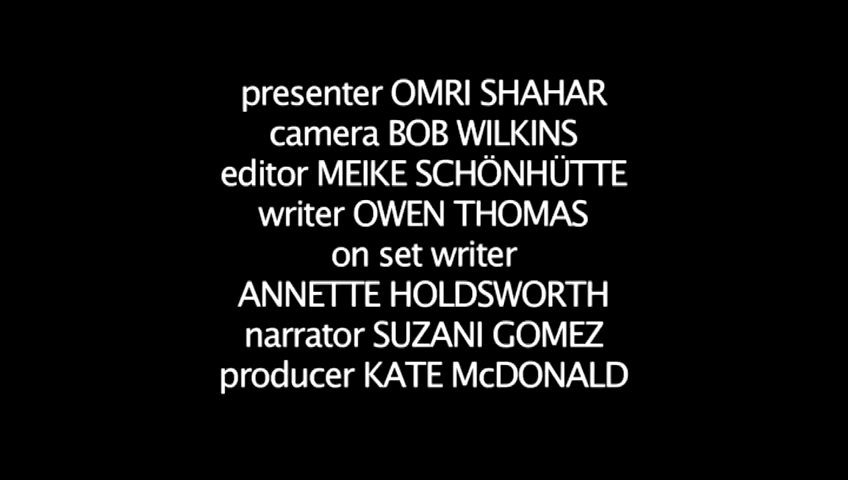 presenter OMRI SHAHAR
camera BOB WILKINS
editor MEIKE SCHÖNHÜTTE
writer OWEN THOMAS
on set writer
ANNETTE HOLDSWORTH
narrator SUZANI GOMEZ
producer KATE McDONALD